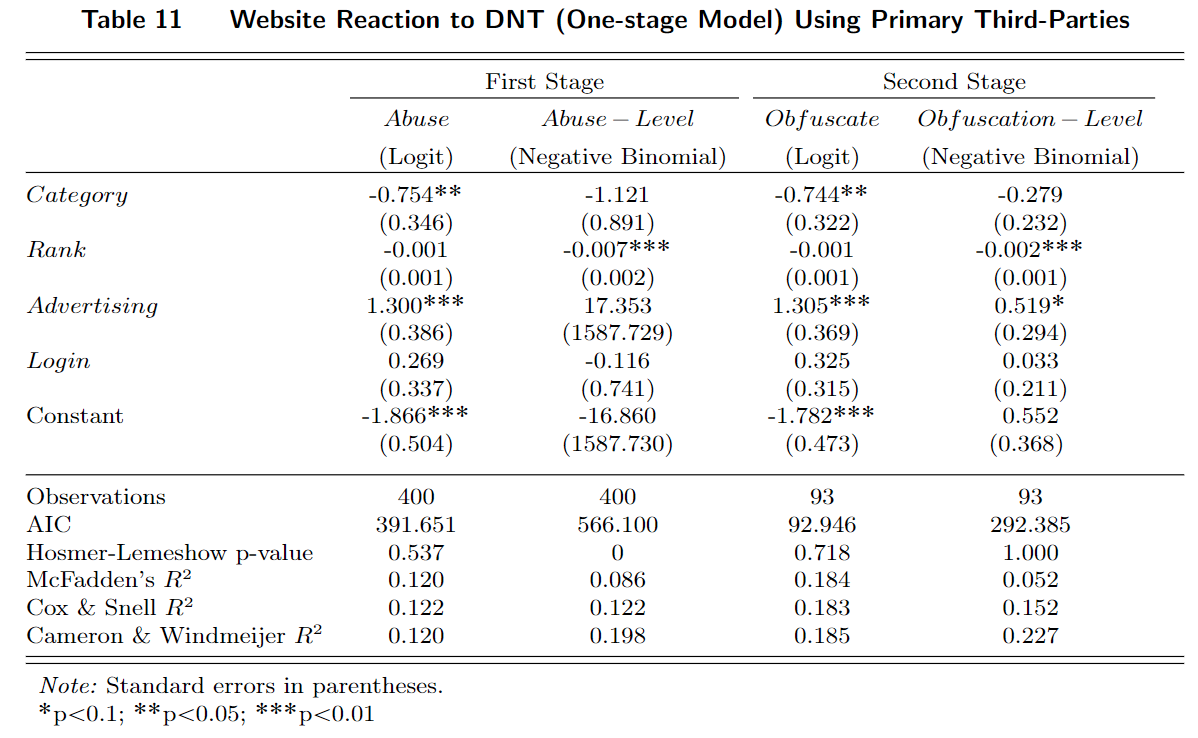 Table 11 Website Reaction to DNT (One-stage Model) Using Primary Third-Parties
First Stage Second Stage
Abuse Abuse − Level Obfuscate Obfuscation − Level
(Logit) (Negative Binomial) (Logit) (Negative Binomial)
Category -0.754** -1.121 -0.744** -0.279
(0.346) (0.891) (0.322) (0.232)
Rank -0.001 -0.007*** -0.001 -0.002***
(0.001) (0.002) (0.001) (0.001)
Advertising 1.300*** 17.353 1.305*** 0.519*
(0.386) (1587.729) (0.369) (0.294)
Login 0.269 -0.116 0.325 0.033
(0.337) (0.741) (0.315) (0.211)
Constant -1.866*** -16.860 -1.782*** 0.552
(0.504) (1587.730) (0.473) (0.368)
Observations 400 400 93 93
AIC 391.651 566.100 92.946 292.385
Hosmer-Lemeshow p-value 0.537 0 0.718 1.000
McFadden's R² 0.120 0.086 0.184 0.052
Cox & Snell R² 0.122 0.122 0.183 0.152
Cameron & Windmeijer R² 0.120 0.198 0.185 0.227
Note: Standard errors in parentheses.
*p<0.1; **p<0.05; ***p<0.01